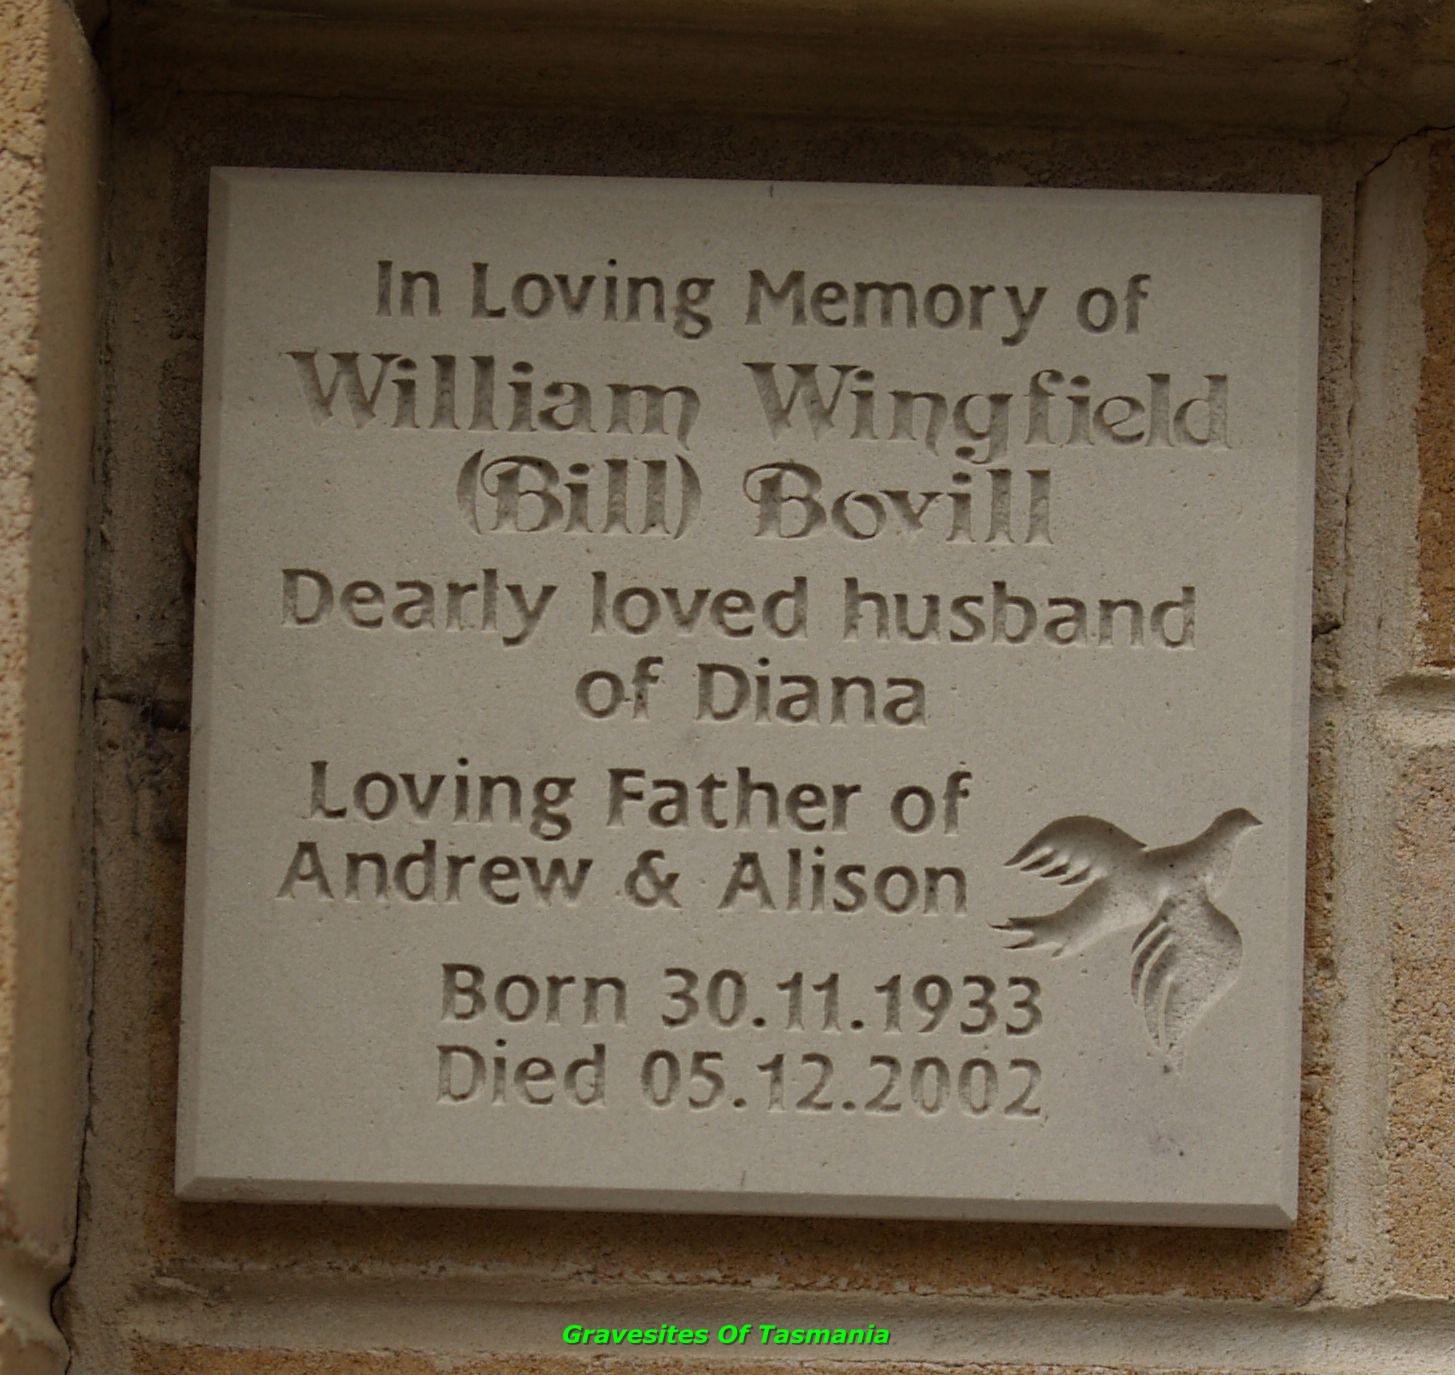 In Loving Memory of
William Wingfield
(Bill) Bovill
Dearly loved husband
of Diana
Loving Father of
Andrew & Alison
Born 30.11.1933
Died 05.12.2002
Gravesites Of Tasmania